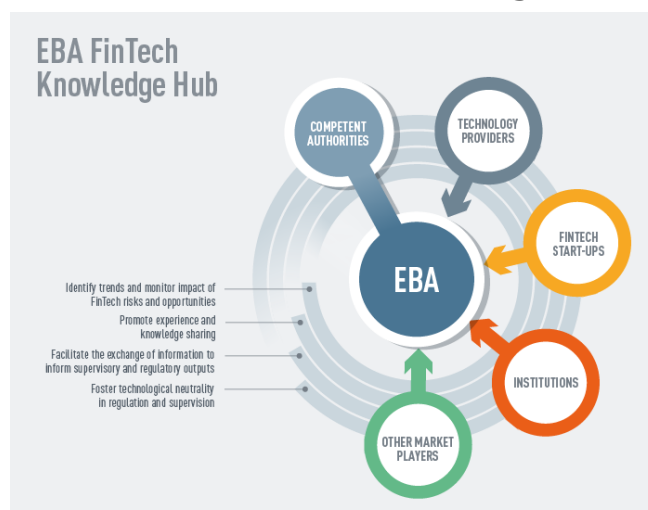 EBA FinTech
Knowledge Hub
COMPETENT
AUTHORITIES
TECHNOLOGY
PROVIDERS
FINTECH
START-UPS
EBA
INSTITUTIONS
OTHER MARKET
PLAYERS
Identify trends and monitor impact of
FinTech risks and opportunities
Promote experience and
knowledge sharing
Facilitate the exchange of information to
inform supervisory and regulatory outputs
Foster technological neutrality
in regulation and supervision